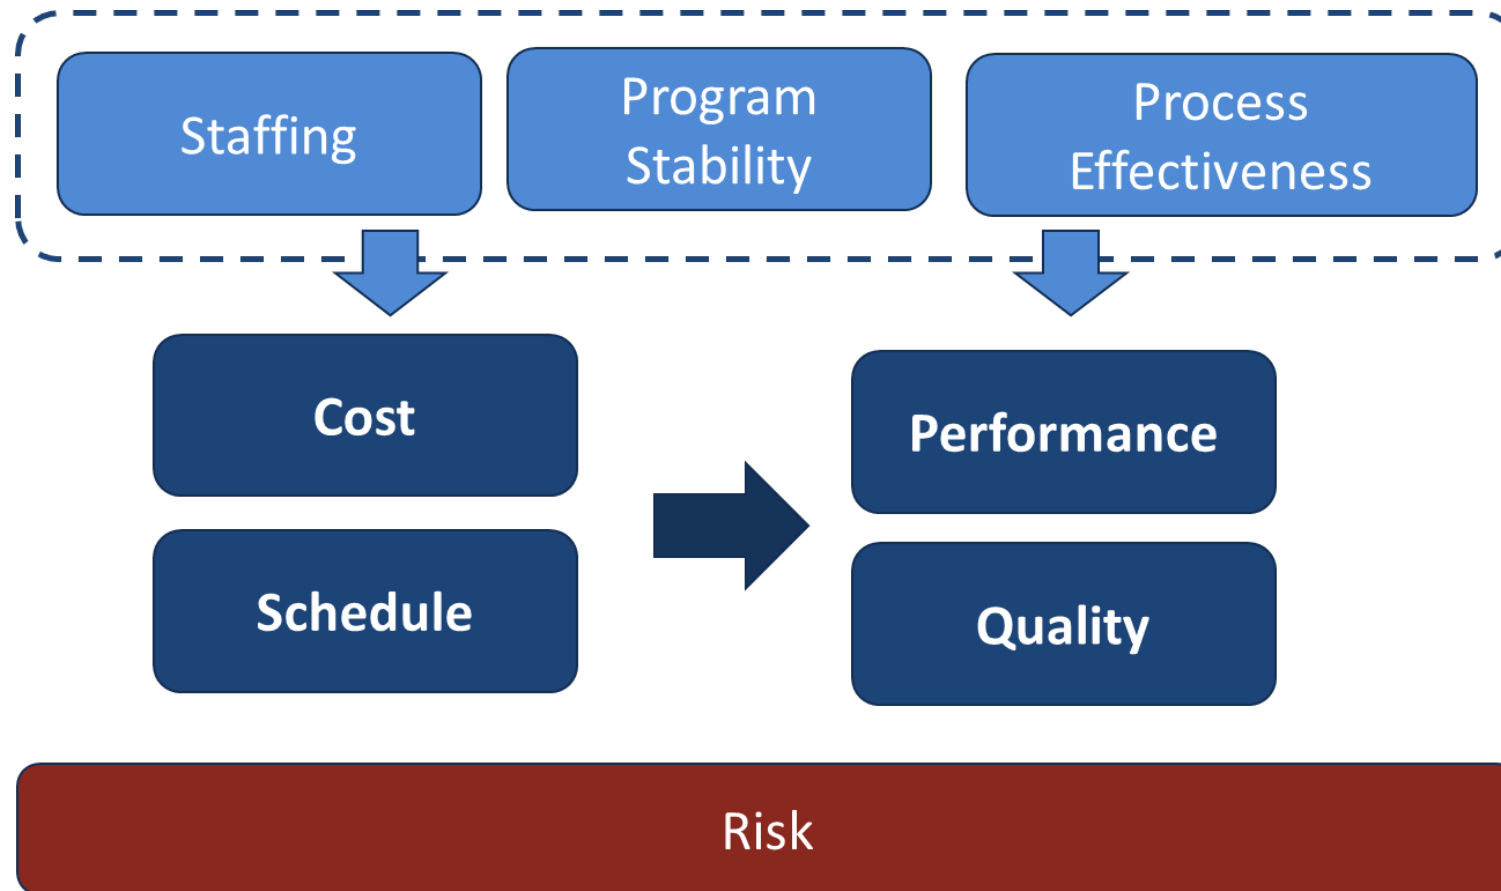 Staffing
Program
Stability
Process
Effectiveness
Cost
Performance
Schedule
Quality
Risk